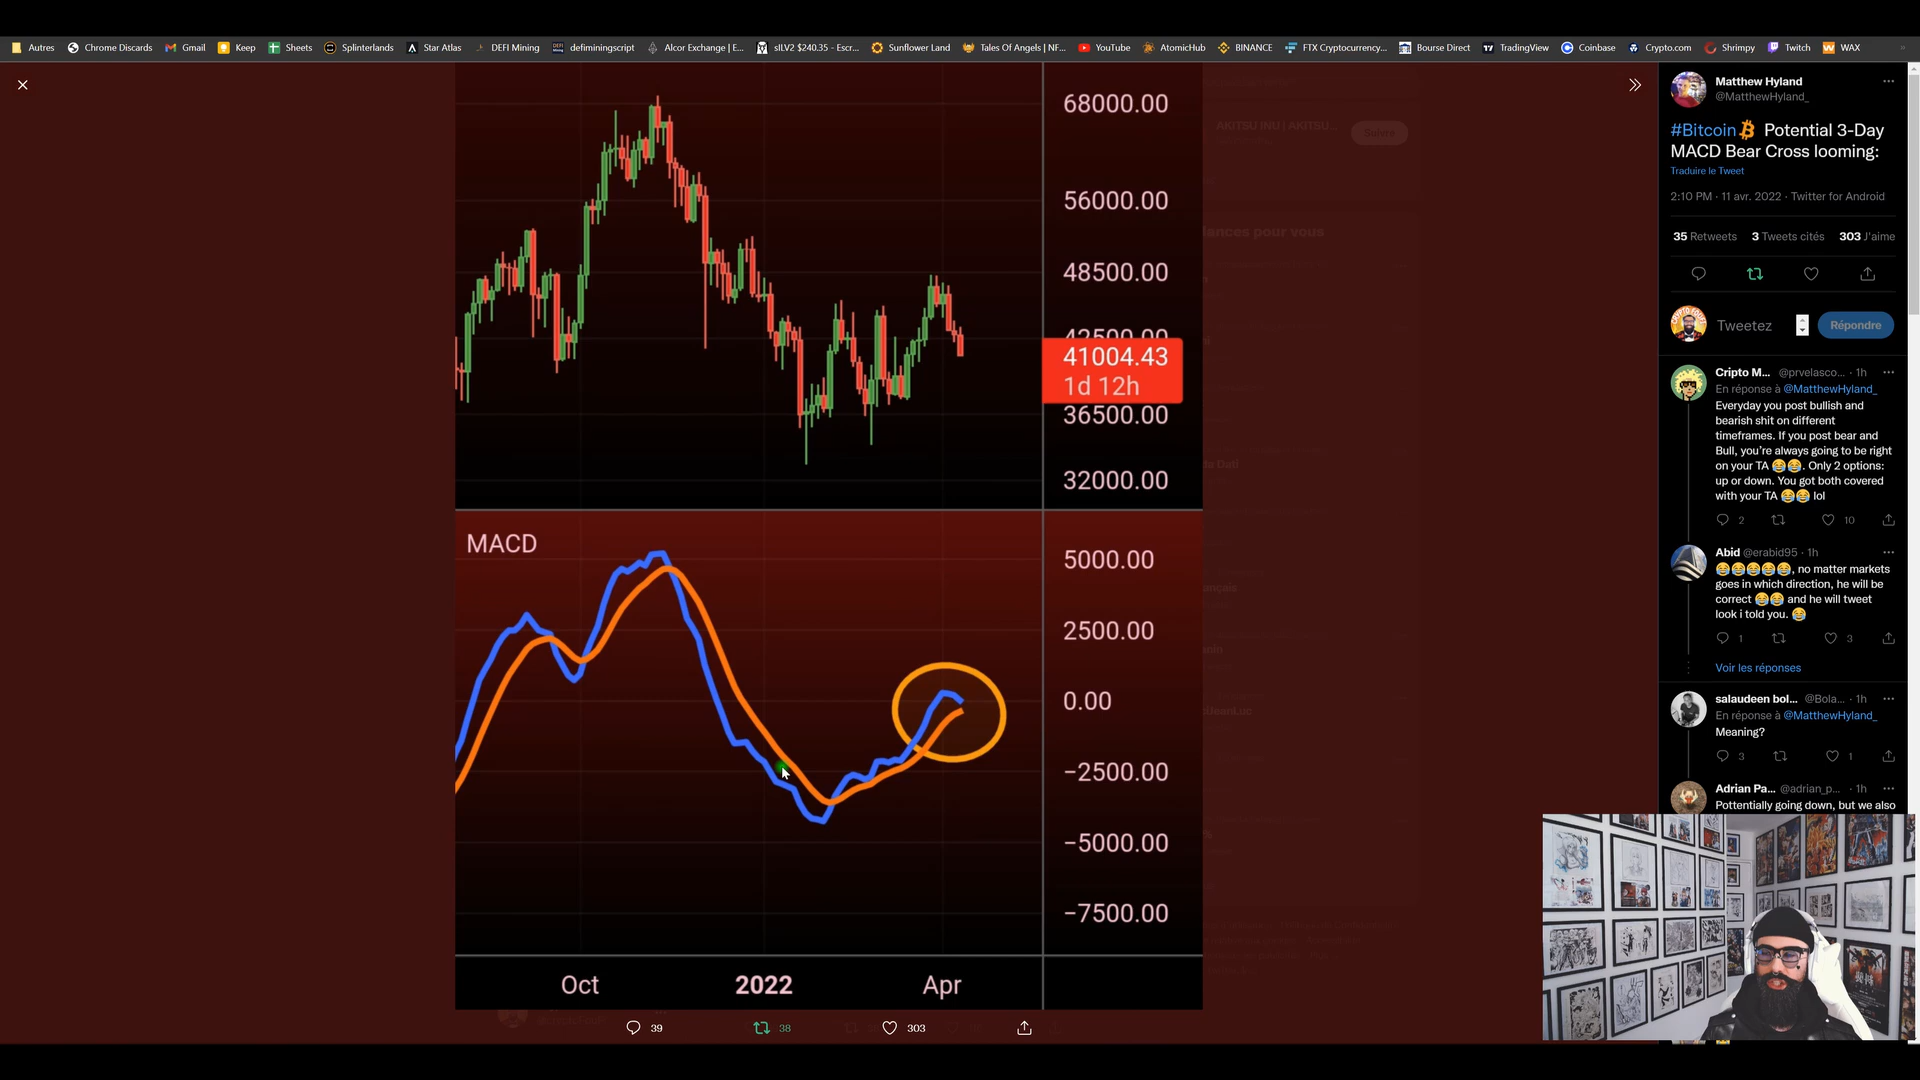 Autres Chrome Discards Gmail Keep Sheets Splinterlands Star Atlas DEFI Mining defiminingscript Alcor Exchange | E... sILV2 $240.35 - Escr... Sunflower Land Tales Of Angels | NF... YouTube AtomicHub BINANCE FTX Cryptocurrency... Bourse Direct TradingView Coinbase Crypto.com Shrimpy Twitch WAX
68000.00
56000.00
48500.00
42500.00
41004.43
1d 12h
36500.00
32000.00
MACD
5000.00
2500.00
0.00
−2500.00
−5000.00
−7500.00
Oct 2022 Apr
39 38 303
AKITSU INU | AKITSU...
Suivre
Matthew Hyland
@MatthewHyland_
#Bitcoin Potential 3-Day
MACD Bear Cross looming:
Traduire le Tweet
2:10 PM · 11 avr. 2022 · Twitter for Android
35 Retweets 3 Tweets cités 303 J'aime
Tweetez Répondre
Cripto M... @prvelasco... · 1h
En réponse à @MatthewHyland_
Everyday you post bullish and
bearish shit on different
timeframes. If you post bear and
Bull, you're always going to be right
on your TA 😂😂. Only 2 options:
up or down. You got both covered
with your TA 😂😂 lol
2 10
Abid @erabid95 · 1h
😂😂😂😂😂, no matter markets
goes in which direction, he will be
correct 😂😂 and he will tweet
look i told you. 😂
1 3
Voir les réponses
salaudeen bol... @Bola... · 1h
En réponse à @MatthewHyland_
Meaning?
3 1
Adrian Pa... @adrian_p... · 1h
Pottentially going down, but we also